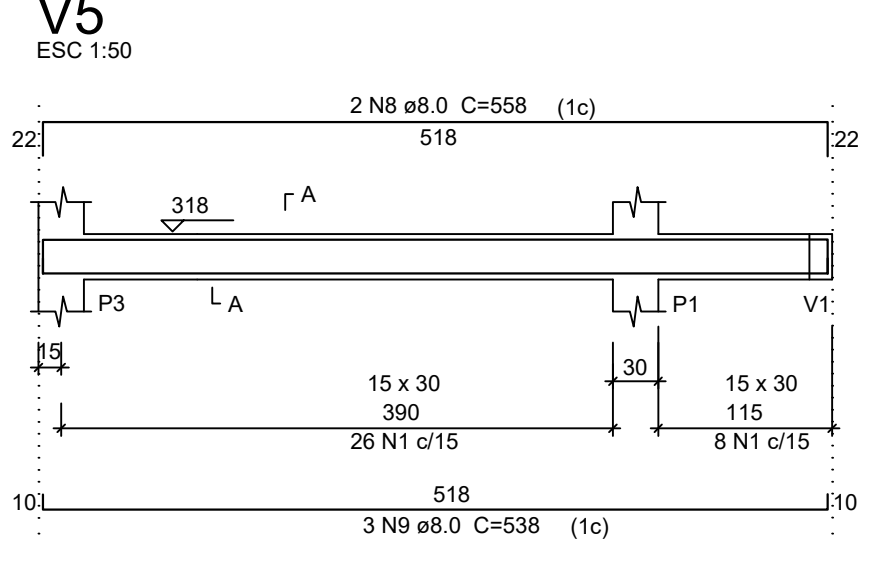 V5
ESC 1:50
2 N8 ø8.0 C=558 (1c)
22 518 22
318 A
A
P3 P1 V1
15 30
15 x 30 15 x 30
390 115
26 N1 c/15 8 N1 c/15
10 518 10
3 N9 ø8.0 C=538 (1c)